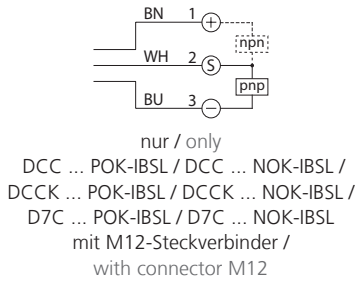 BN 1 +
npn
WH 2 S
pnp
BU 3 −
nur / only
DCC ... POK-IBSL / DCC ... NOK-IBSL /
DCCK ... POK-IBSL / DCCK ... NOK-IBSL /
D7C ... POK-IBSL / D7C ... NOK-IBSL
mit M12-Steckverbinder /
with connector M12